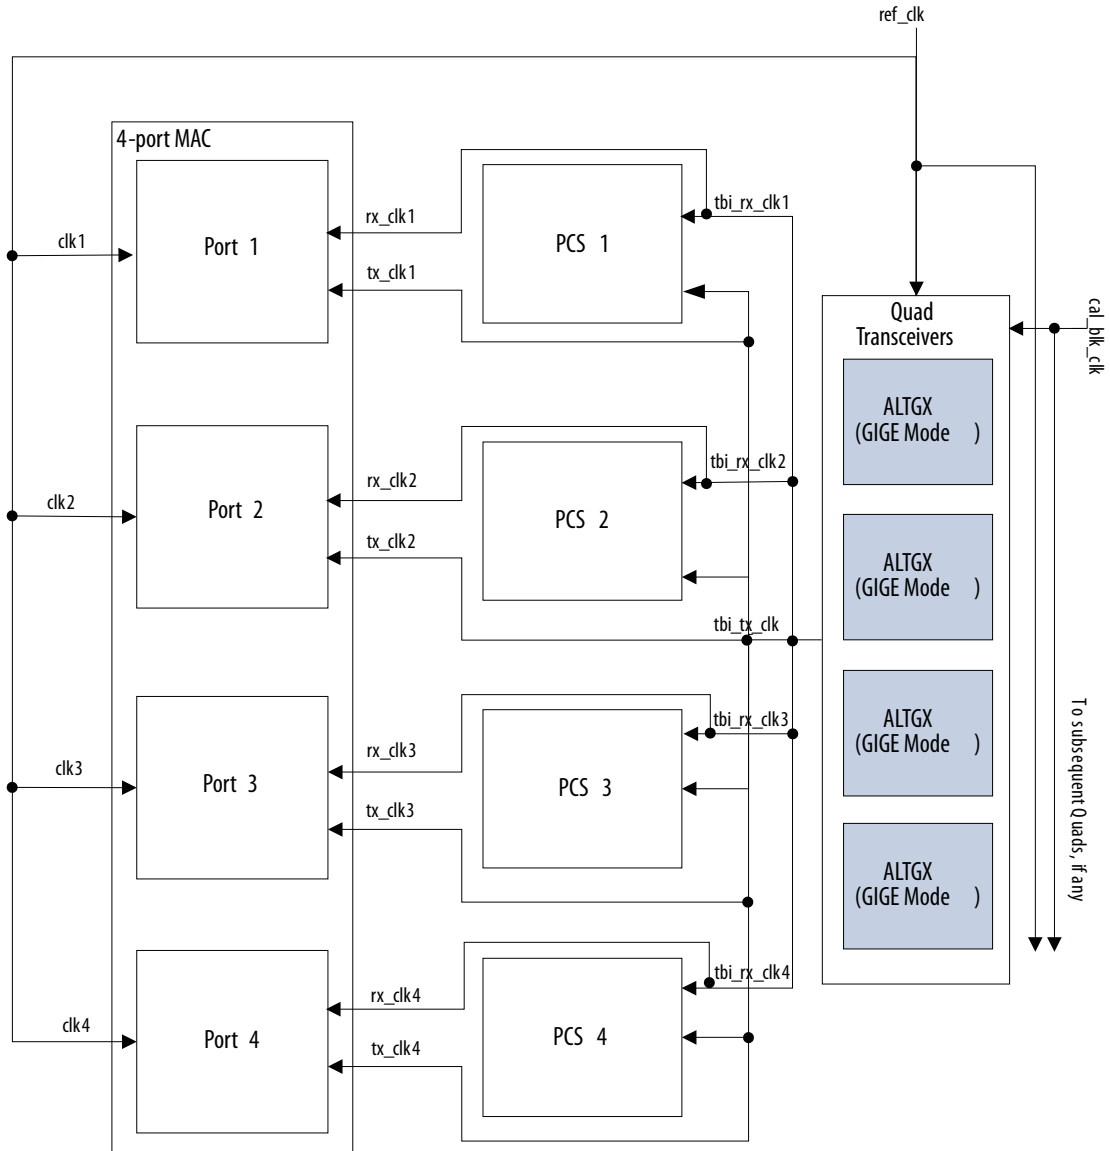 ref_clk
4-port MAC
clk1
Port 1
rx_clk1
tx_clk1
PCS 1
tbi_rx_clk1
Quad
Transceivers
cal_blk_clk
ALTGX
(GIGE Mode )
clk2
Port 2
rx_clk2
tx_clk2
PCS 2
tbi_rx_clk2
ALTGX
(GIGE Mode )
tbi_tx_clk
clk3
Port 3
rx_clk3
tx_clk3
PCS 3
tbi_rx_clk3
ALTGX
(GIGE Mode )
To subsequent Quads, if any
ALTGX
(GIGE Mode )
clk4
Port 4
rx_clk4
tx_clk4
PCS 4
tbi_rx_clk4